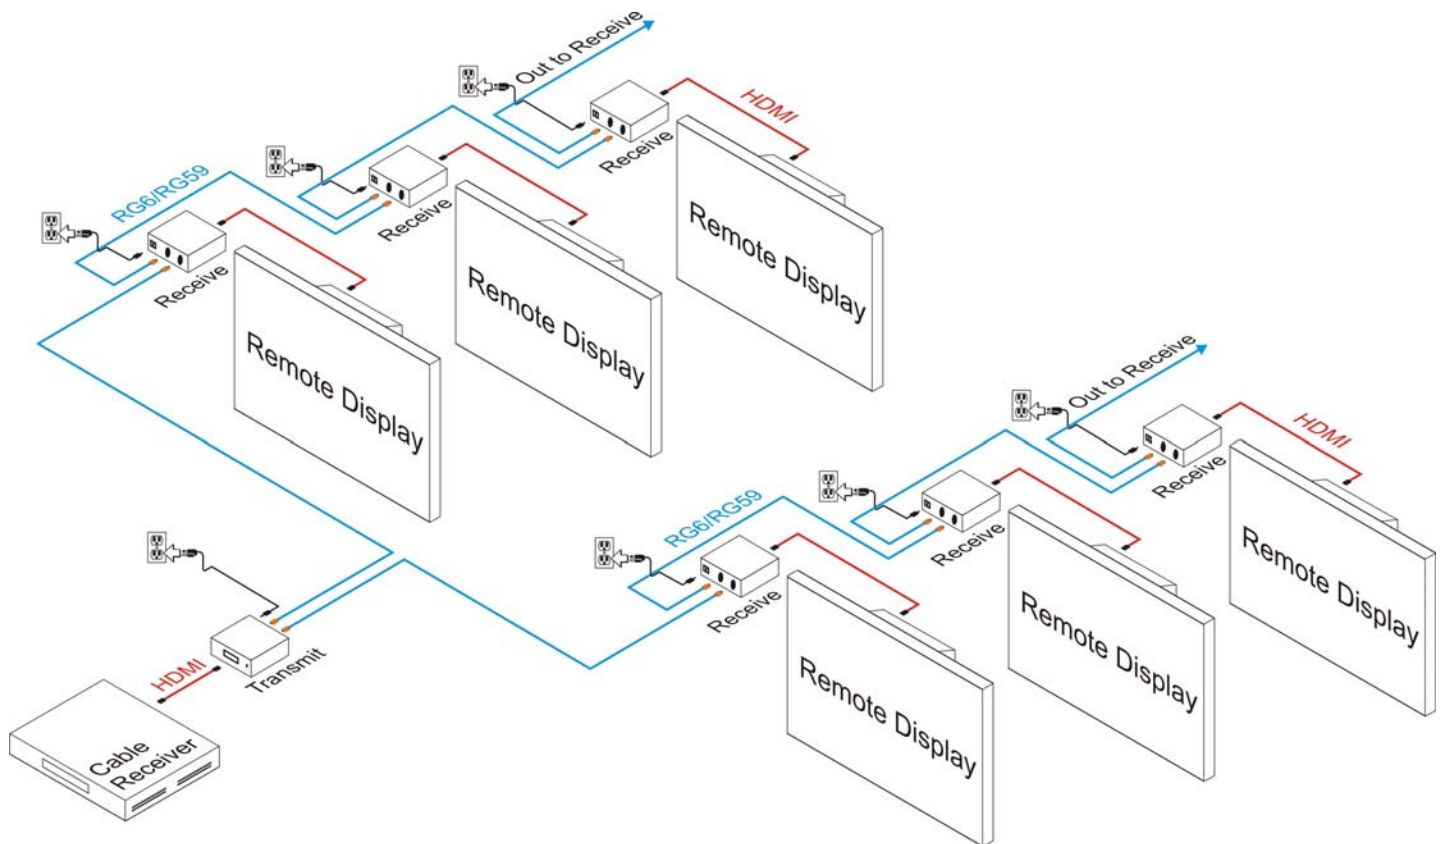 Out to Receive
HDMI
Receive
Remote Display
RG6/RG59
Receive
Remote Display
Receive
Remote Display
Out to Receive
HDMI
Receive
Remote Display
RG6/RG59
Receive
Remote Display
Receive
Remote Display
HDMI
Transmit
Cable
Receiver